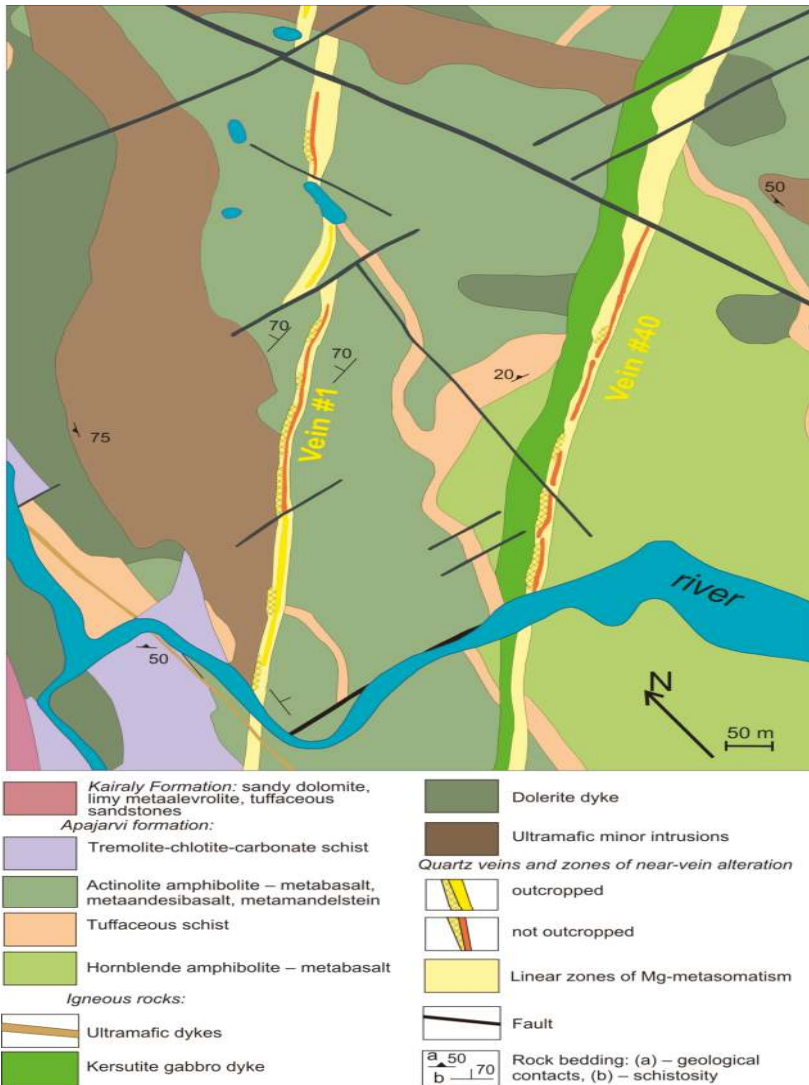 50
70
70
Vein #1
Vein #40
20
75
50
river
N
50 m
Kairaly Formation: sandy dolomite,
limy metaalevrolite, tuffaceous
sandstones
Apajarvi formation:
Tremolite-chlotite-carbonate schist
Actinolite amphibolite – metabasalt,
metaandesibasalt, metamandelstein
Tuffaceous schist
Hornblende amphibolite – metabasalt
Igneous rocks:
Ultramafic dykes
Kersutite gabbro dyke
Dolerite dyke
Ultramafic minor intrusions
Quartz veins and zones of near-vein alteration
outcropped
not outcropped
Linear zones of Mg-metasomatism
Fault
a 50
b 70
Rock bedding: (a) – geological
contacts, (b) – schistosity